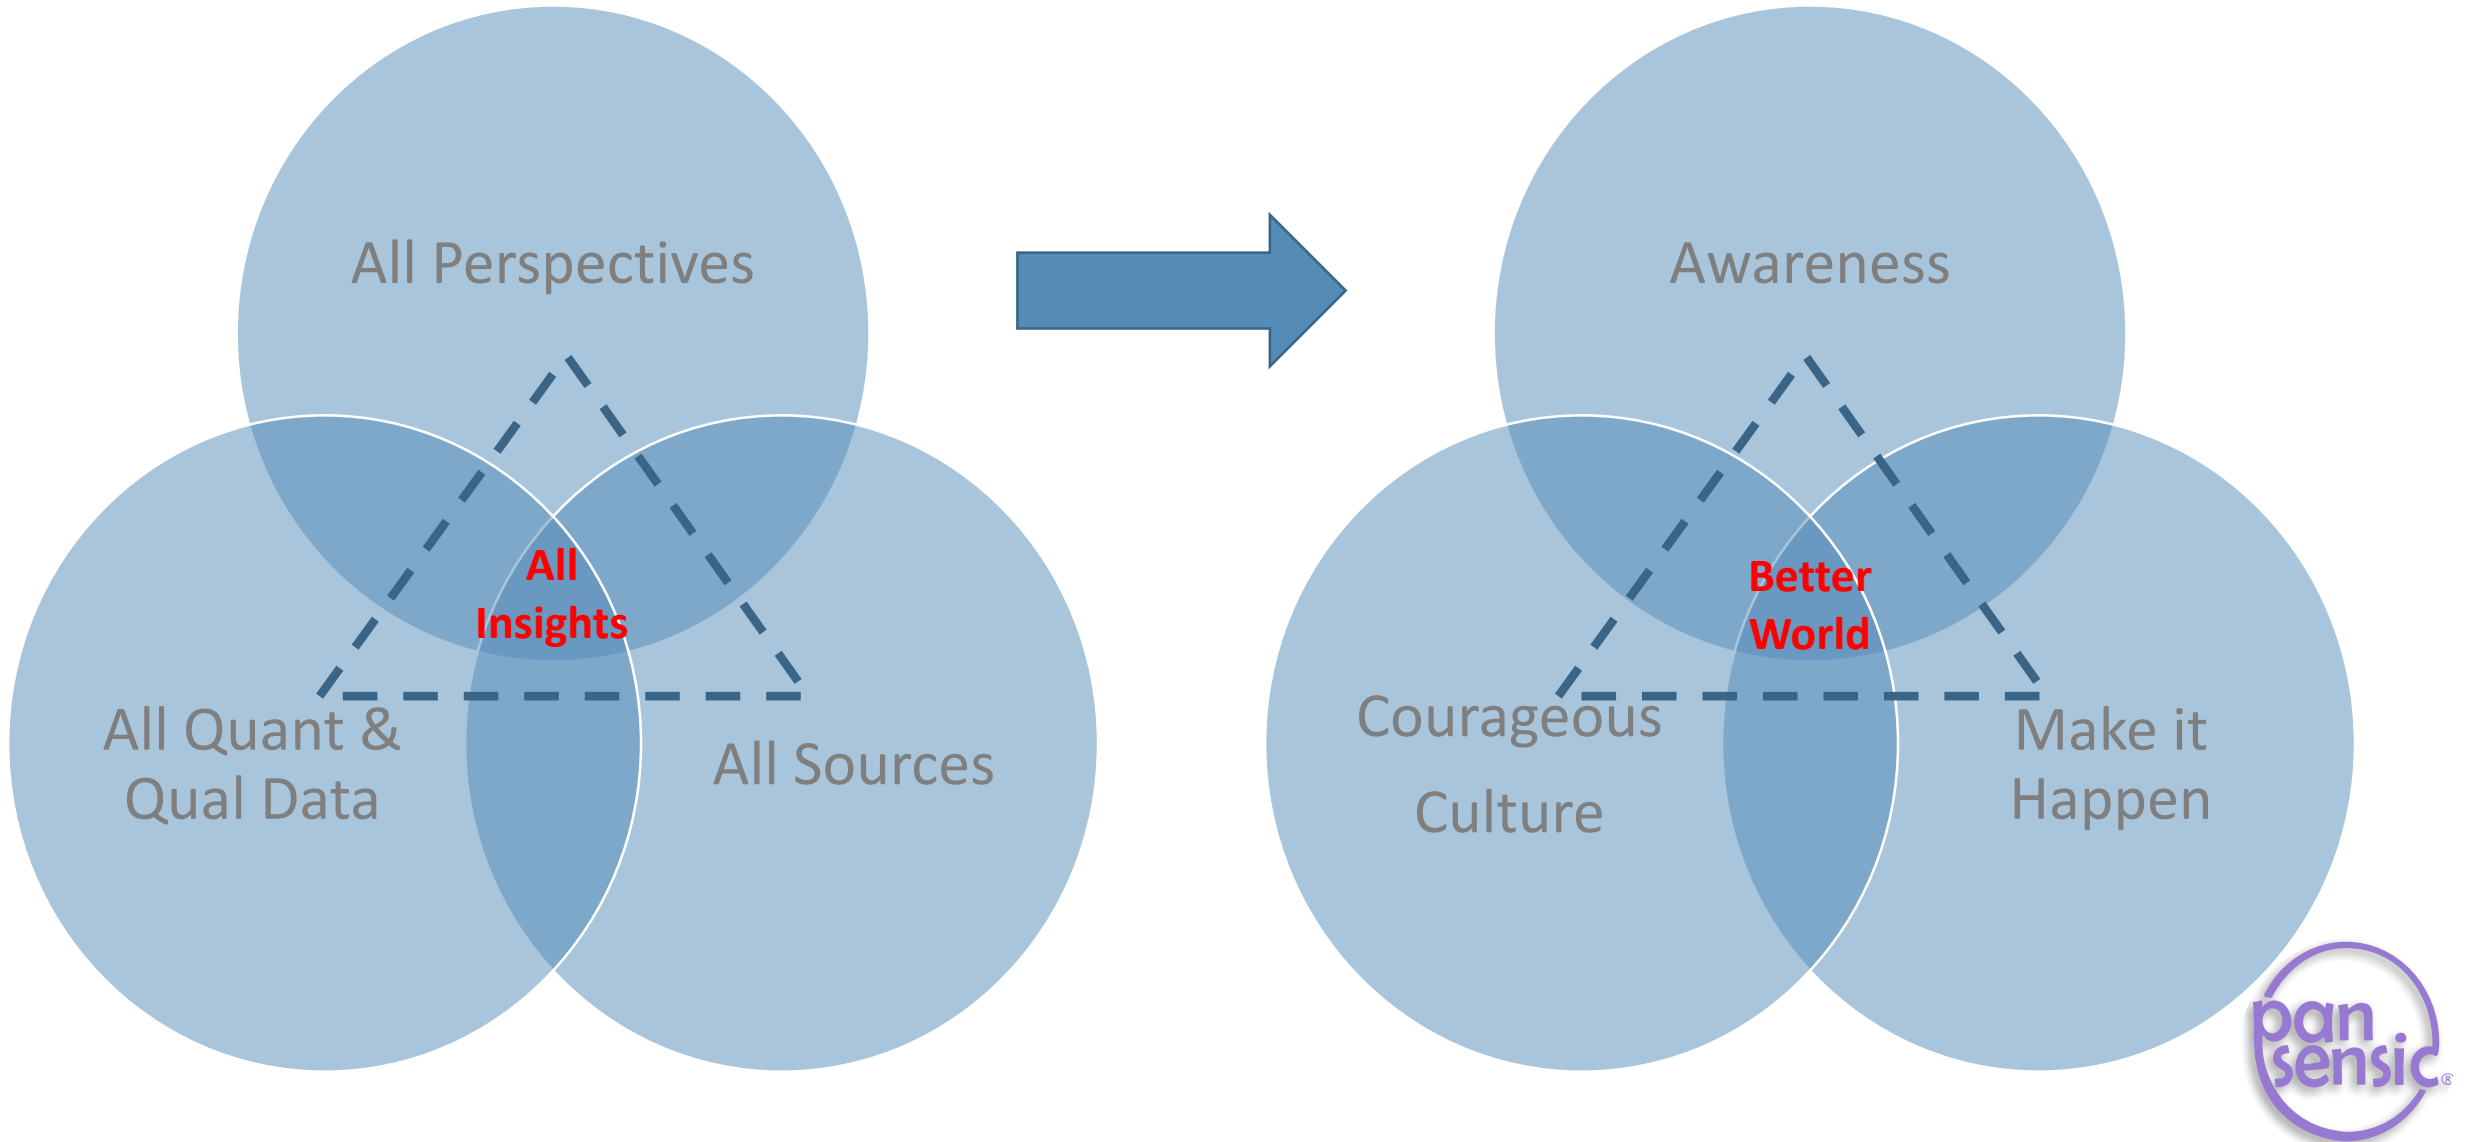 All Perspectives
All
Insights
All Quant &
Qual Data
All Sources
Awareness
Better
World
Courageous
Culture
Make it
Happen
pan
sensic®